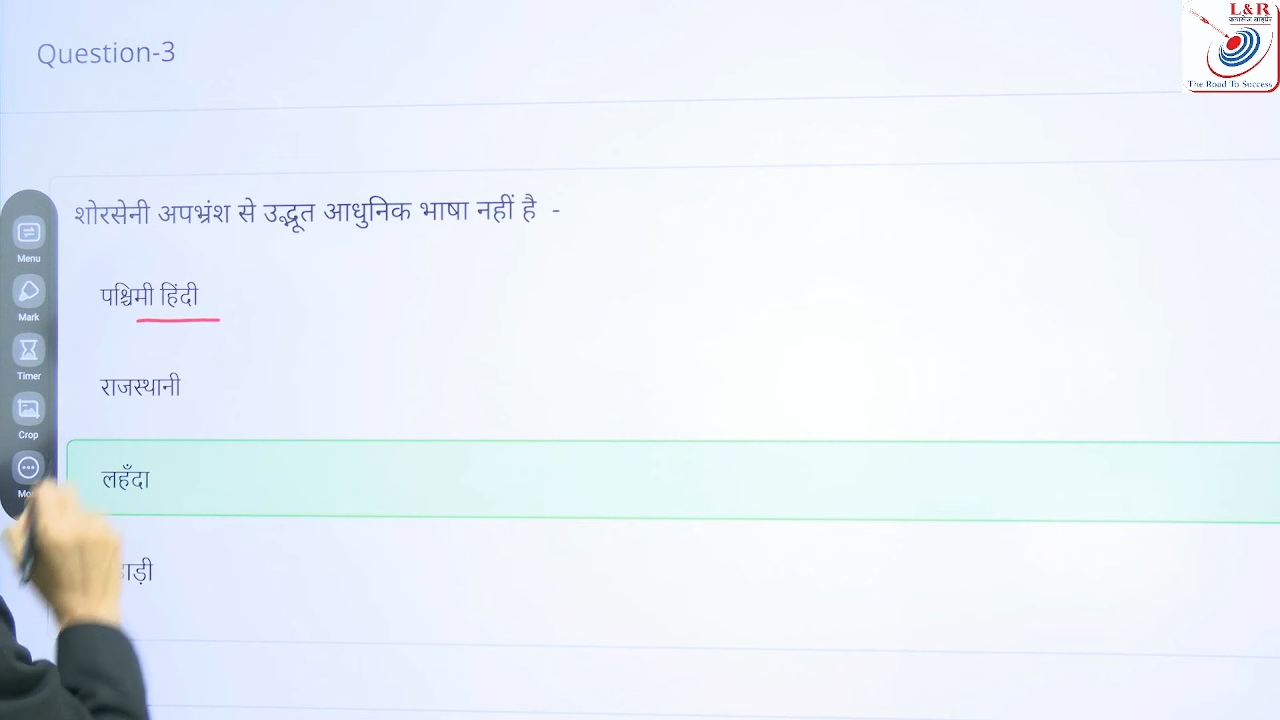 Question-3
L&R
The Road To Success
शोरसेनी अपभ्रंश से उद्भूत आधुनिक भाषा नहीं है -
Menu
पश्चिमी हिंदी
Mark
Timer
राजस्थानी
Crop
लहँदा